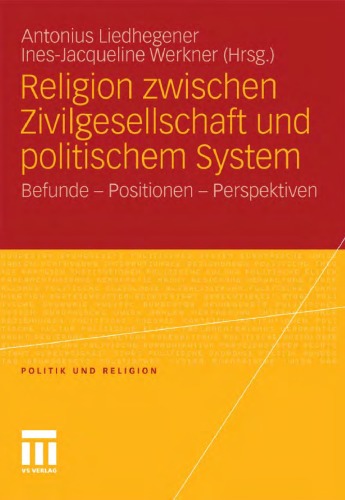 Antonius Liedhegener
Ines-Jacqueline Werkner (Hrsg.)
Religion zwischen
Zivilgesellschaft und
politischem System
Befunde – Positionen – Perspektiven
POLITIK UND RELIGION
VS VERLAG